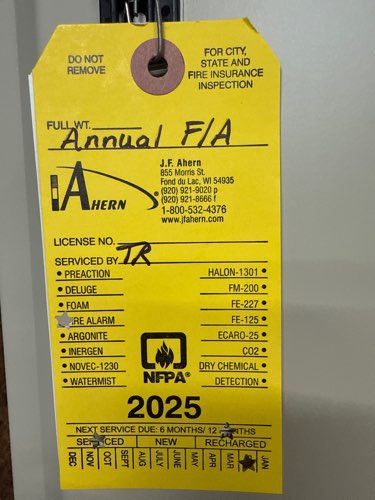 DO NOT
REMOVE
FOR CITY,
STATE AND
FIRE INSURANCE
INSPECTION
FULL WT.
Annual F/A
AHERN
J.F. Ahern
855 Morris St.
Fond du Lac, WI 54935
(920) 921-9020 p
(920) 921-8666 f
1-800-532-4376
www.jfahern.com
LICENSE NO.
SERVICED BY TR
• PREACTION HALON-1301 •
• DELUGE FM-200 •
• FOAM FE-227 •
RE ALARM FE-125 •
• ARGONITE ECARO-25 •
• INERGEN CO2 •
• NOVEC-1230 DRY CHEMICAL •
• WATERMIST DETECTION •
NFPA®
2025
NEXT SERVICE DUE: 6 MONTHS/ 12 NTHS
SER CED NEW RECHARGED
DEC NOV OCT SEPT AUG JULY JUNE MAY APR MAR JAN